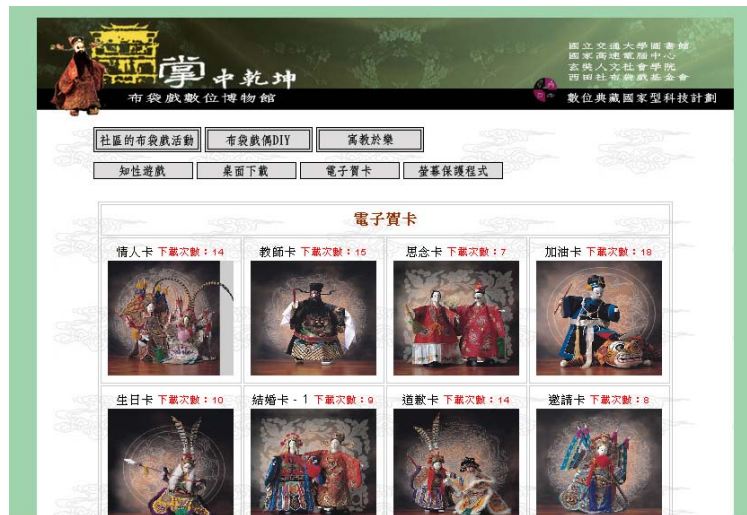 掌中乾坤
布袋戲數位博物館
國立交通大學圖書館
國家高速電腦中心
玄奘人文社會學院
西田社布袋戲基金會
數位典藏國家型科技計劃
社區的布袋戲活動 布袋戲偶DIY 寓教於樂
知性遊戲 桌面下載 電子賀卡 螢幕保護程式
電子賀卡
情人卡 下載次數：14 教師卡 下載次數：15 思念卡 下載次數：7 加油卡 下載次數：18
生日卡 下載次數：10 結婚卡 - 1 下載次數：9 道歉卡 下載次數：14 邀請卡 下載次數：8